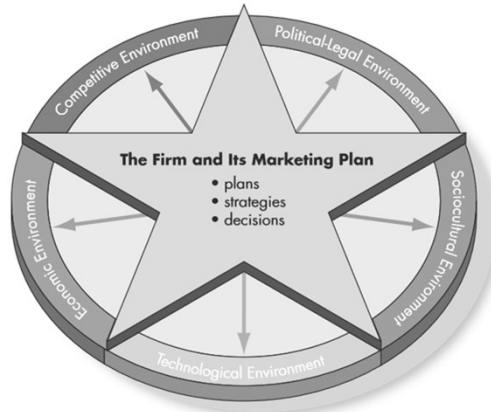 Competitive Environment
Political-Legal Environment
The Firm and Its Marketing Plan
• plans
• strategies
• decisions
Economic Environment
Sociocultural Environment
Technological Environment